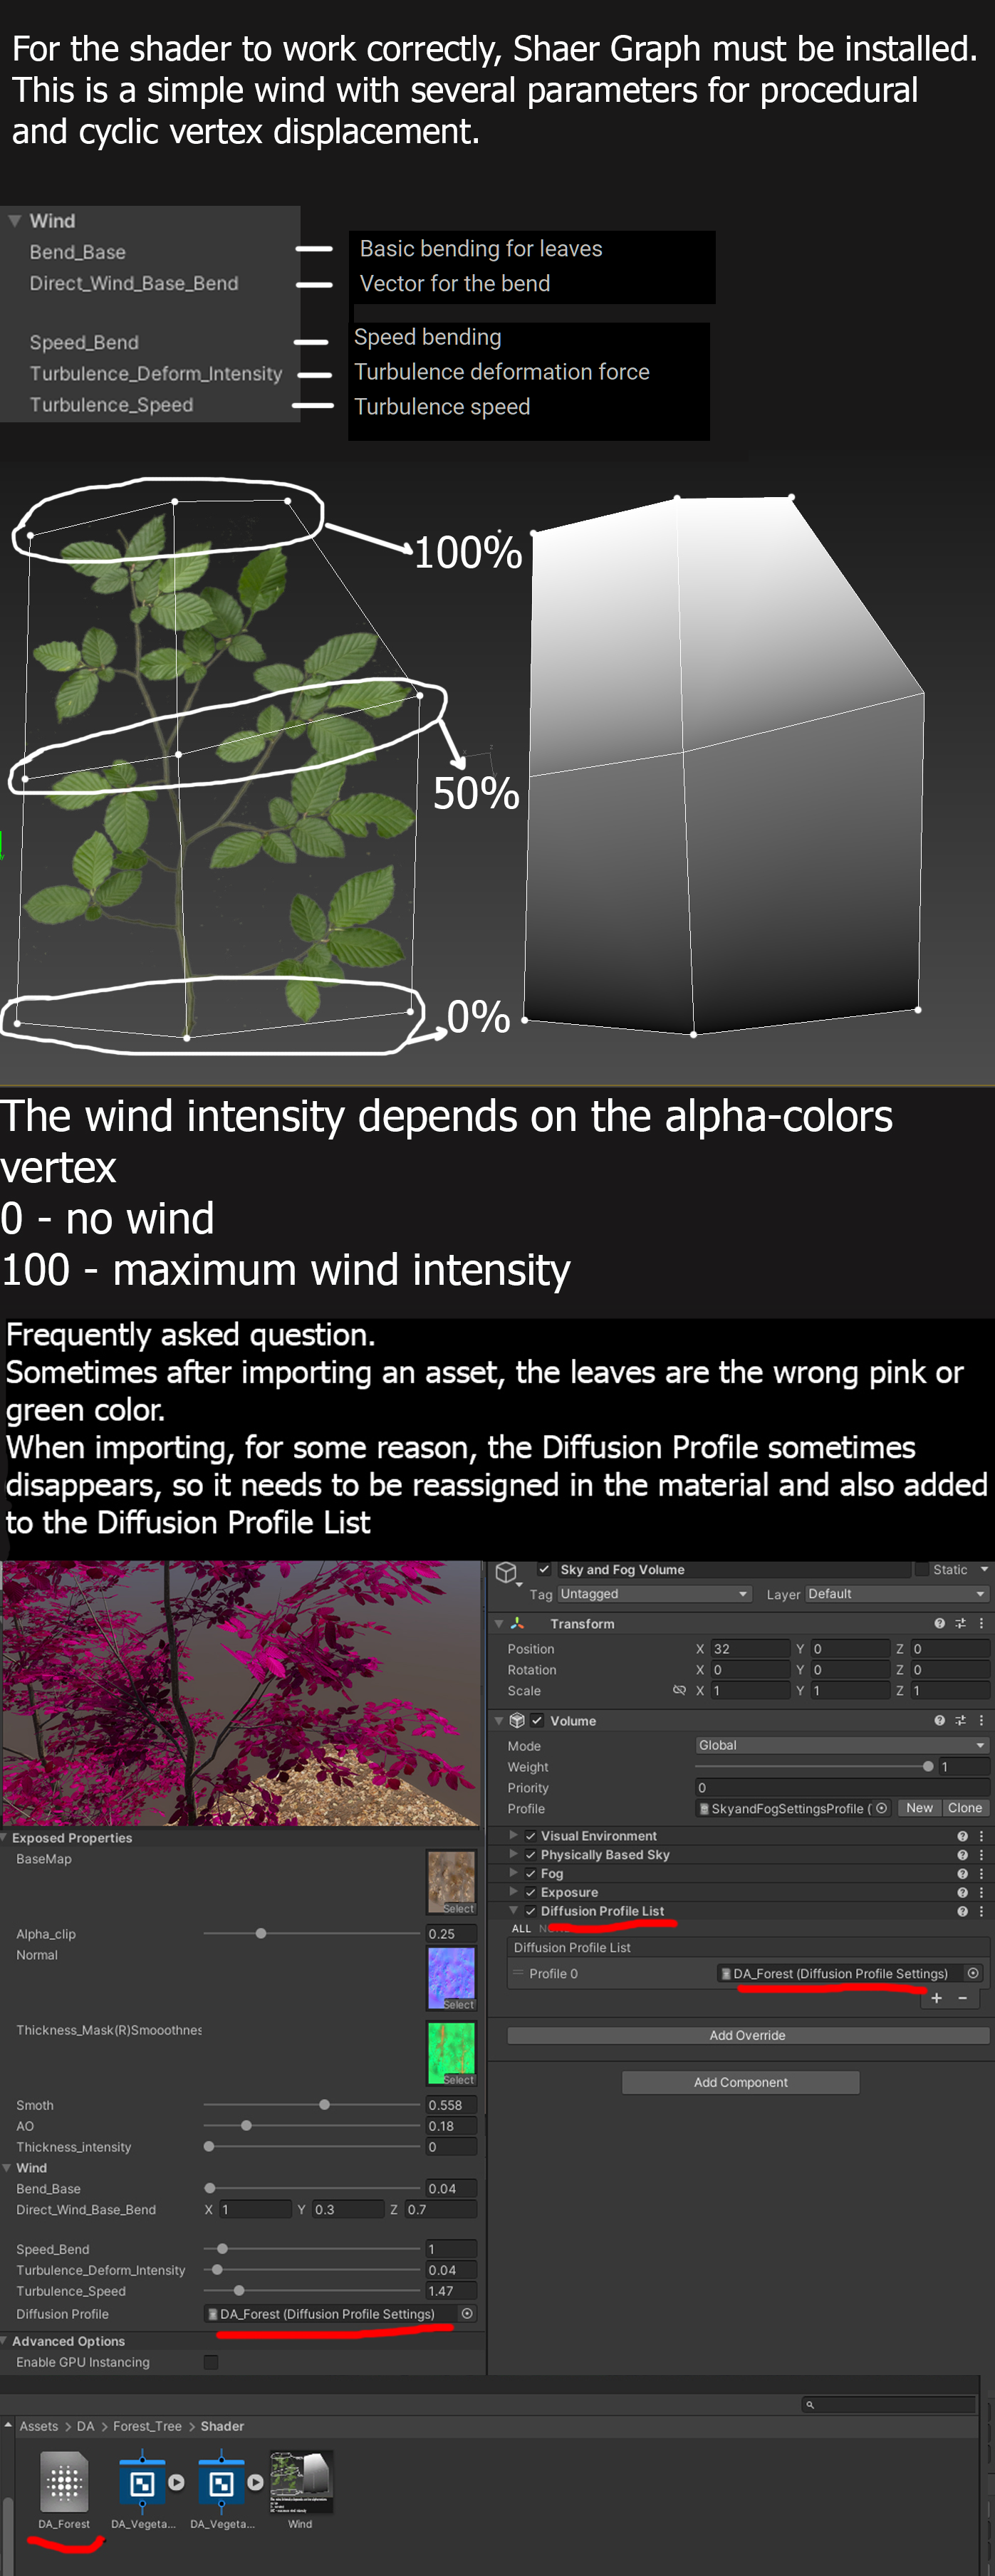 For the shader to work correctly, Shaer Graph must be installed.
This is a simple wind with several parameters for procedural
and cyclic vertex displacement.
Wind
Bend_Base
Basic bending for leaves
Direct_Wind_Base_Bend
Vector for the bend
Speed_Bend
Speed bending
Turbulence_Deform_Intensity
Turbulence deformation force
Turbulence_Speed
Turbulence speed
100%
50%
0%
The wind intensity depends on the alpha-colors
vertex
0 - no wind
100 - maximum wind intensity
Frequently asked question.
Sometimes after importing an asset, the leaves are the wrong pink or
green color.
When importing, for some reason, the Diffusion Profile sometimes
disappears, so it needs to be reassigned in the material and also added
to the Diffusion Profile List
Sky and Fog Volume
Static
Tag Untagged
Layer Default
Transform
Position X 32 Y 0 Z 0
Rotation X 0 Y 0 Z 0
Scale X 1 Y 1 Z 1
Volume
Mode Global
Weight 1
Priority 0
Profile SkyandFogSettingsProfile ( New Clone
Visual Environment
Physically Based Sky
Fog
Exposure
Diffusion Profile List
ALL
Diffusion Profile List
Profile 0 DA_Forest (Diffusion Profile Settings)
+ -
Add Override
Add Component
Exposed Properties
BaseMap
Select
Alpha_clip 0.25
Normal
Select
Thickness_Mask(R)Smooothnes
Select
Smoth 0.558
AO 0.18
Thickness_intensity 0
Wind
Bend_Base 0.04
Direct_Wind_Base_Bend X 1 Y 0.3 Z 0.7
Speed_Bend 1
Turbulence_Deform_Intensity 0.04
Turbulence_Speed 1.47
Diffusion Profile DA_Forest (Diffusion Profile Settings)
Advanced Options
Enable GPU Instancing
Assets > DA > Forest_Tree > Shader
DA_Forest
DA_Vegeta...
DA_Vegeta...
Wind